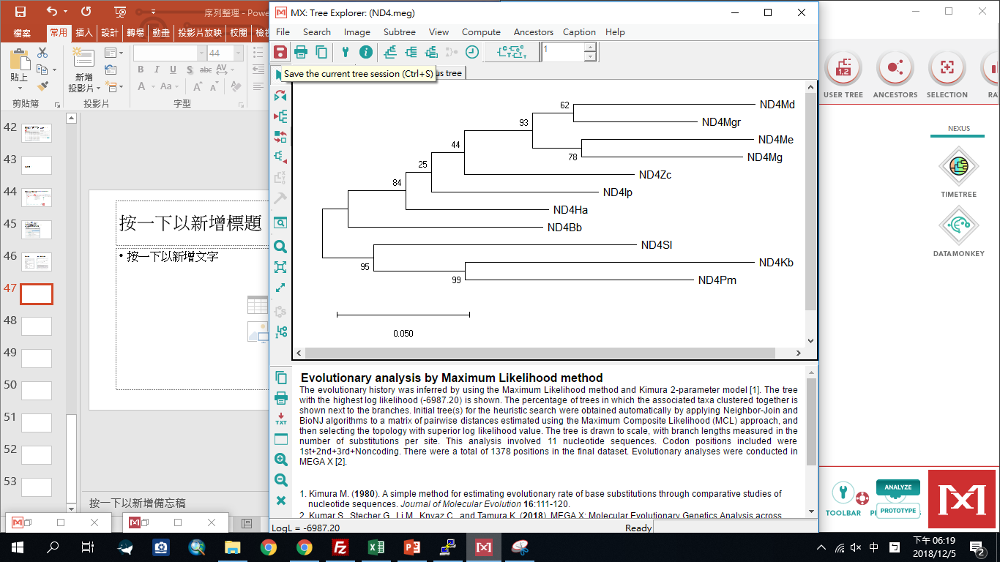 序列整理 - Powe
檔案
常用
插入
設計
轉場
動畫
投影片放映
校閱
檢視
貼上
剪貼簿
新增
投影片
投影片
44
B I U S abc AV
A Aa A A
字型
42
43
44
45
46
47
48
49
50
51
52
53
按一下以新增標題
• 按一下以新增文字
按一下以新增備忘稿
MX: Tree Explorer: (ND4.meg)
File Search Image Subtree View Compute Ancestors Caption Help
1
Save the current tree session (Ctrl+S)
us tree
62
ND4Md
93
ND4Mgr
44
ND4Me
78
ND4Mg
25
ND4Zc
84
ND4Ip
ND4Ha
ND4Bb
ND4Sl
95
ND4Kb
99
ND4Pm
0.050
Evolutionary analysis by Maximum Likelihood method
The evolutionary history was inferred by using the Maximum Likelihood method and Kimura 2-parameter model [1]. The tree
with the highest log likelihood (-6987.20) is shown. The percentage of trees in which the associated taxa clustered together is
shown next to the branches. Initial tree(s) for the heuristic search were obtained automatically by applying Neighbor-Join and
BioNJ algorithms to a matrix of pairwise distances estimated using the Maximum Composite Likelihood (MCL) approach, and
then selecting the topology with superior log likelihood value. The tree is drawn to scale, with branch lengths measured in the
number of substitutions per site. This analysis involved 11 nucleotide sequences. Codon positions included were
1st+2nd+3rd+Noncoding. There were a total of 1378 positions in the final dataset. Evolutionary analyses were conducted in
MEGA X [2].
1. Kimura M. (1980). A simple method for estimating evolutionary rate of base substitutions through comparative studies of
nucleotide sequences. Journal of Molecular Evolution 16:111-120.
2. Kumar S., Stecher G., Li M., Knyaz C., and Tamura K. (2018). MEGA X: Molecular Evolutionary Genetics Analysis across
TXT
LogL = -6987.20
Ready
USER TREE
ANCESTORS
SELECTION
RA
NEXUS
TIMETREE
DATAMONKEY
TOOLBAR
ANALYZE
PROTOTYPE
中
下午 06:19
2018/12/5
2